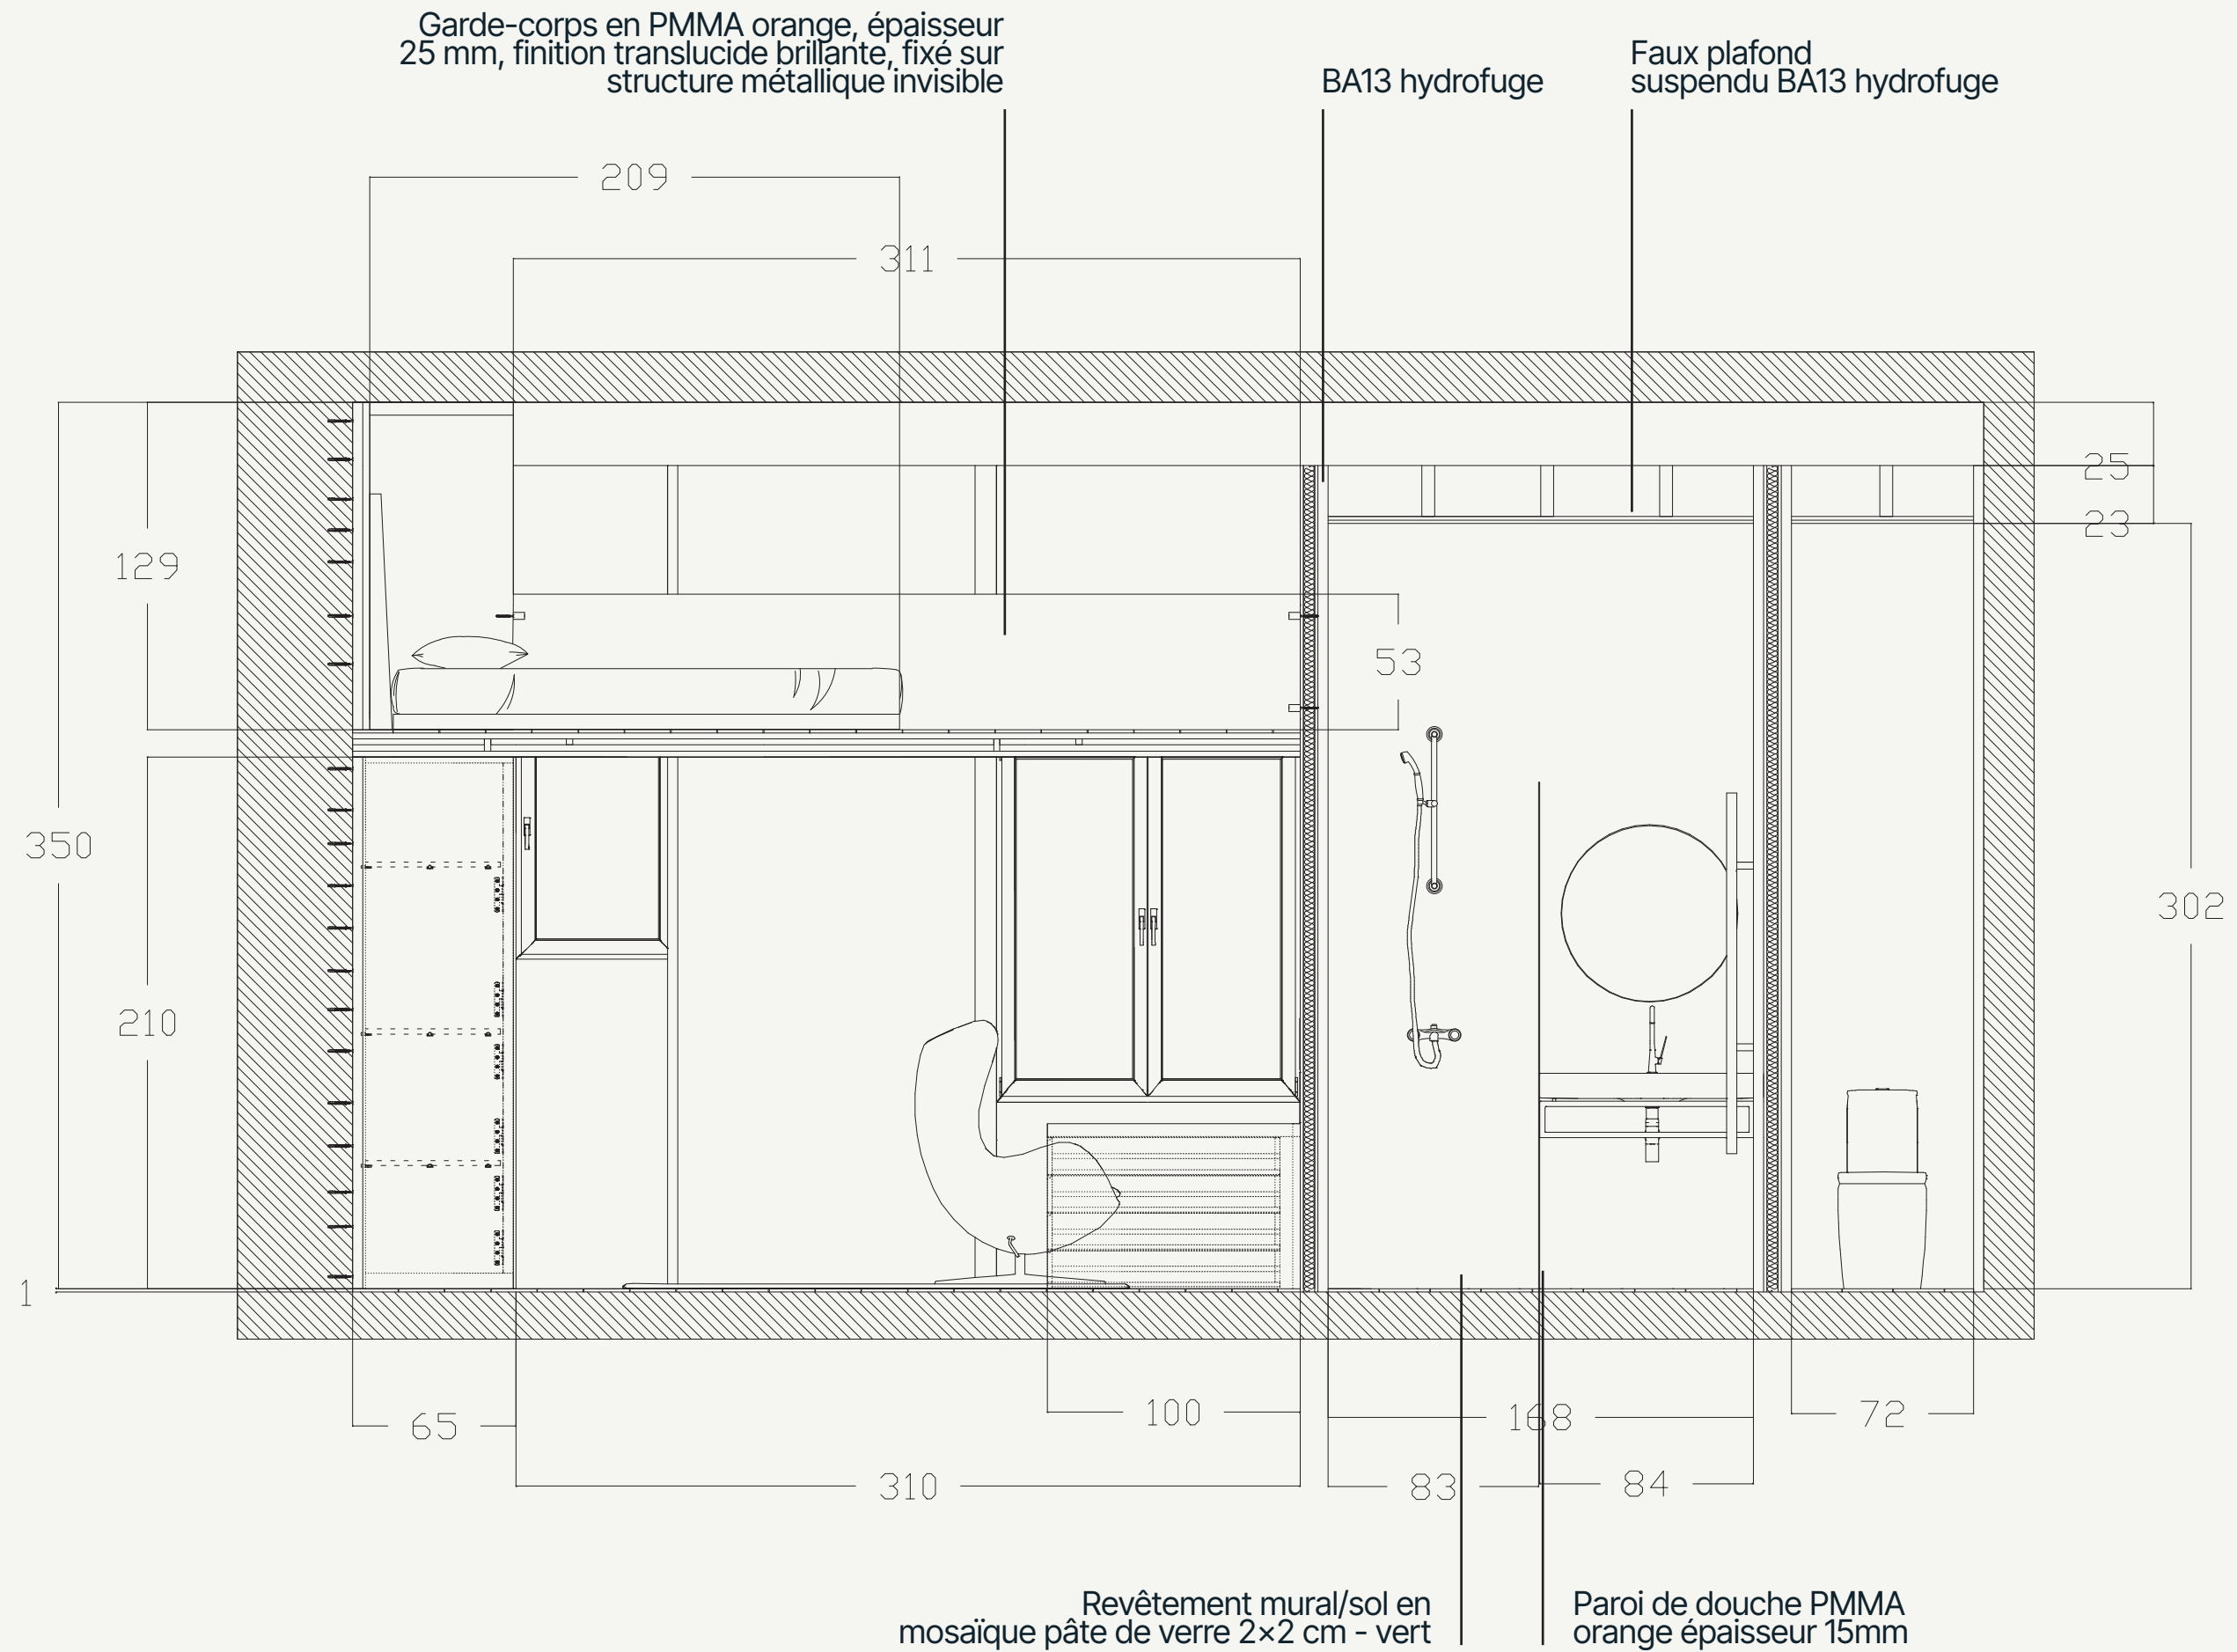 Garde-corps en PMMA orange, épaisseur
25 mm, finition translucide brillante, fixé sur
structure métallique invisible
BA13 hydrofuge
Faux plafond
suspendu BA13 hydrofuge
209
311
25
23
129
53
350
302
210
1
65
100
168
72
310
83
84
Revêtement mural/sol en
mosaïque pâte de verre 2×2 cm - vert
Paroi de douche PMMA
orange épaisseur 15mm